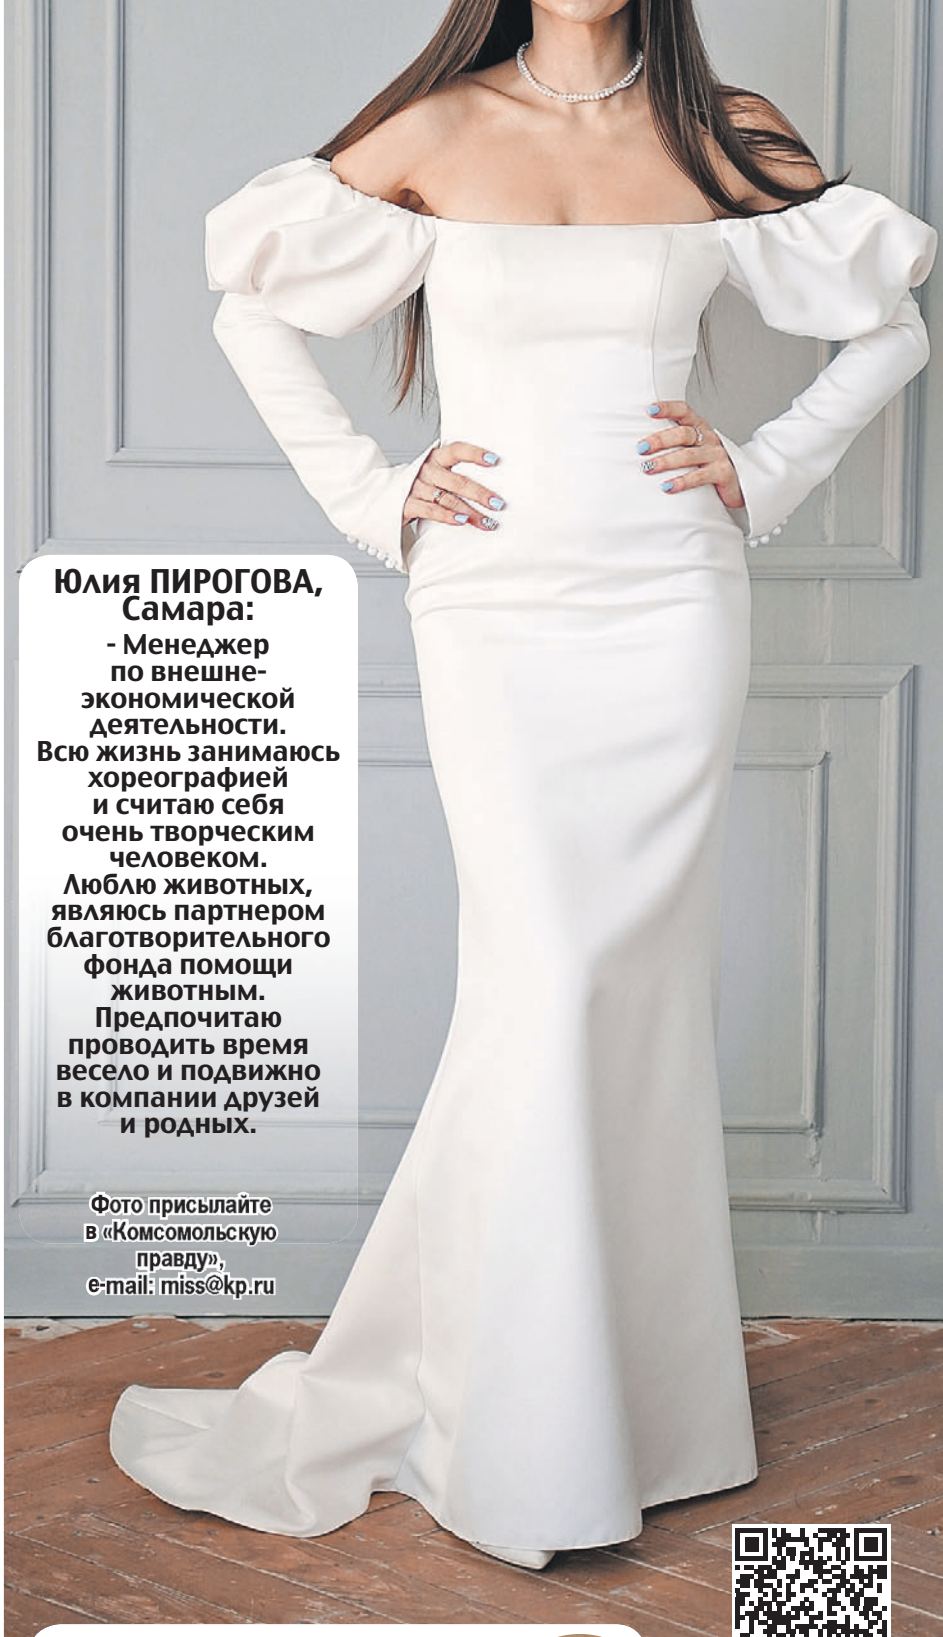 Юлия ПИРОГОВА,
Самара:
- Менеджер
по внешне-
экономической
деятельности.
Всю жизнь занимаюсь
хореографией
и считаю себя
очень творческим
человеком.
Люблю животных,
являюсь партнером
благотворительного
фонда помощи
животным.
Предпочитаю
проводить время
весело и подвижно
в компании друзей
и родных.
Фото присылайте
в «Комсомольскую
правду»,
e-mail: miss@kp.ru